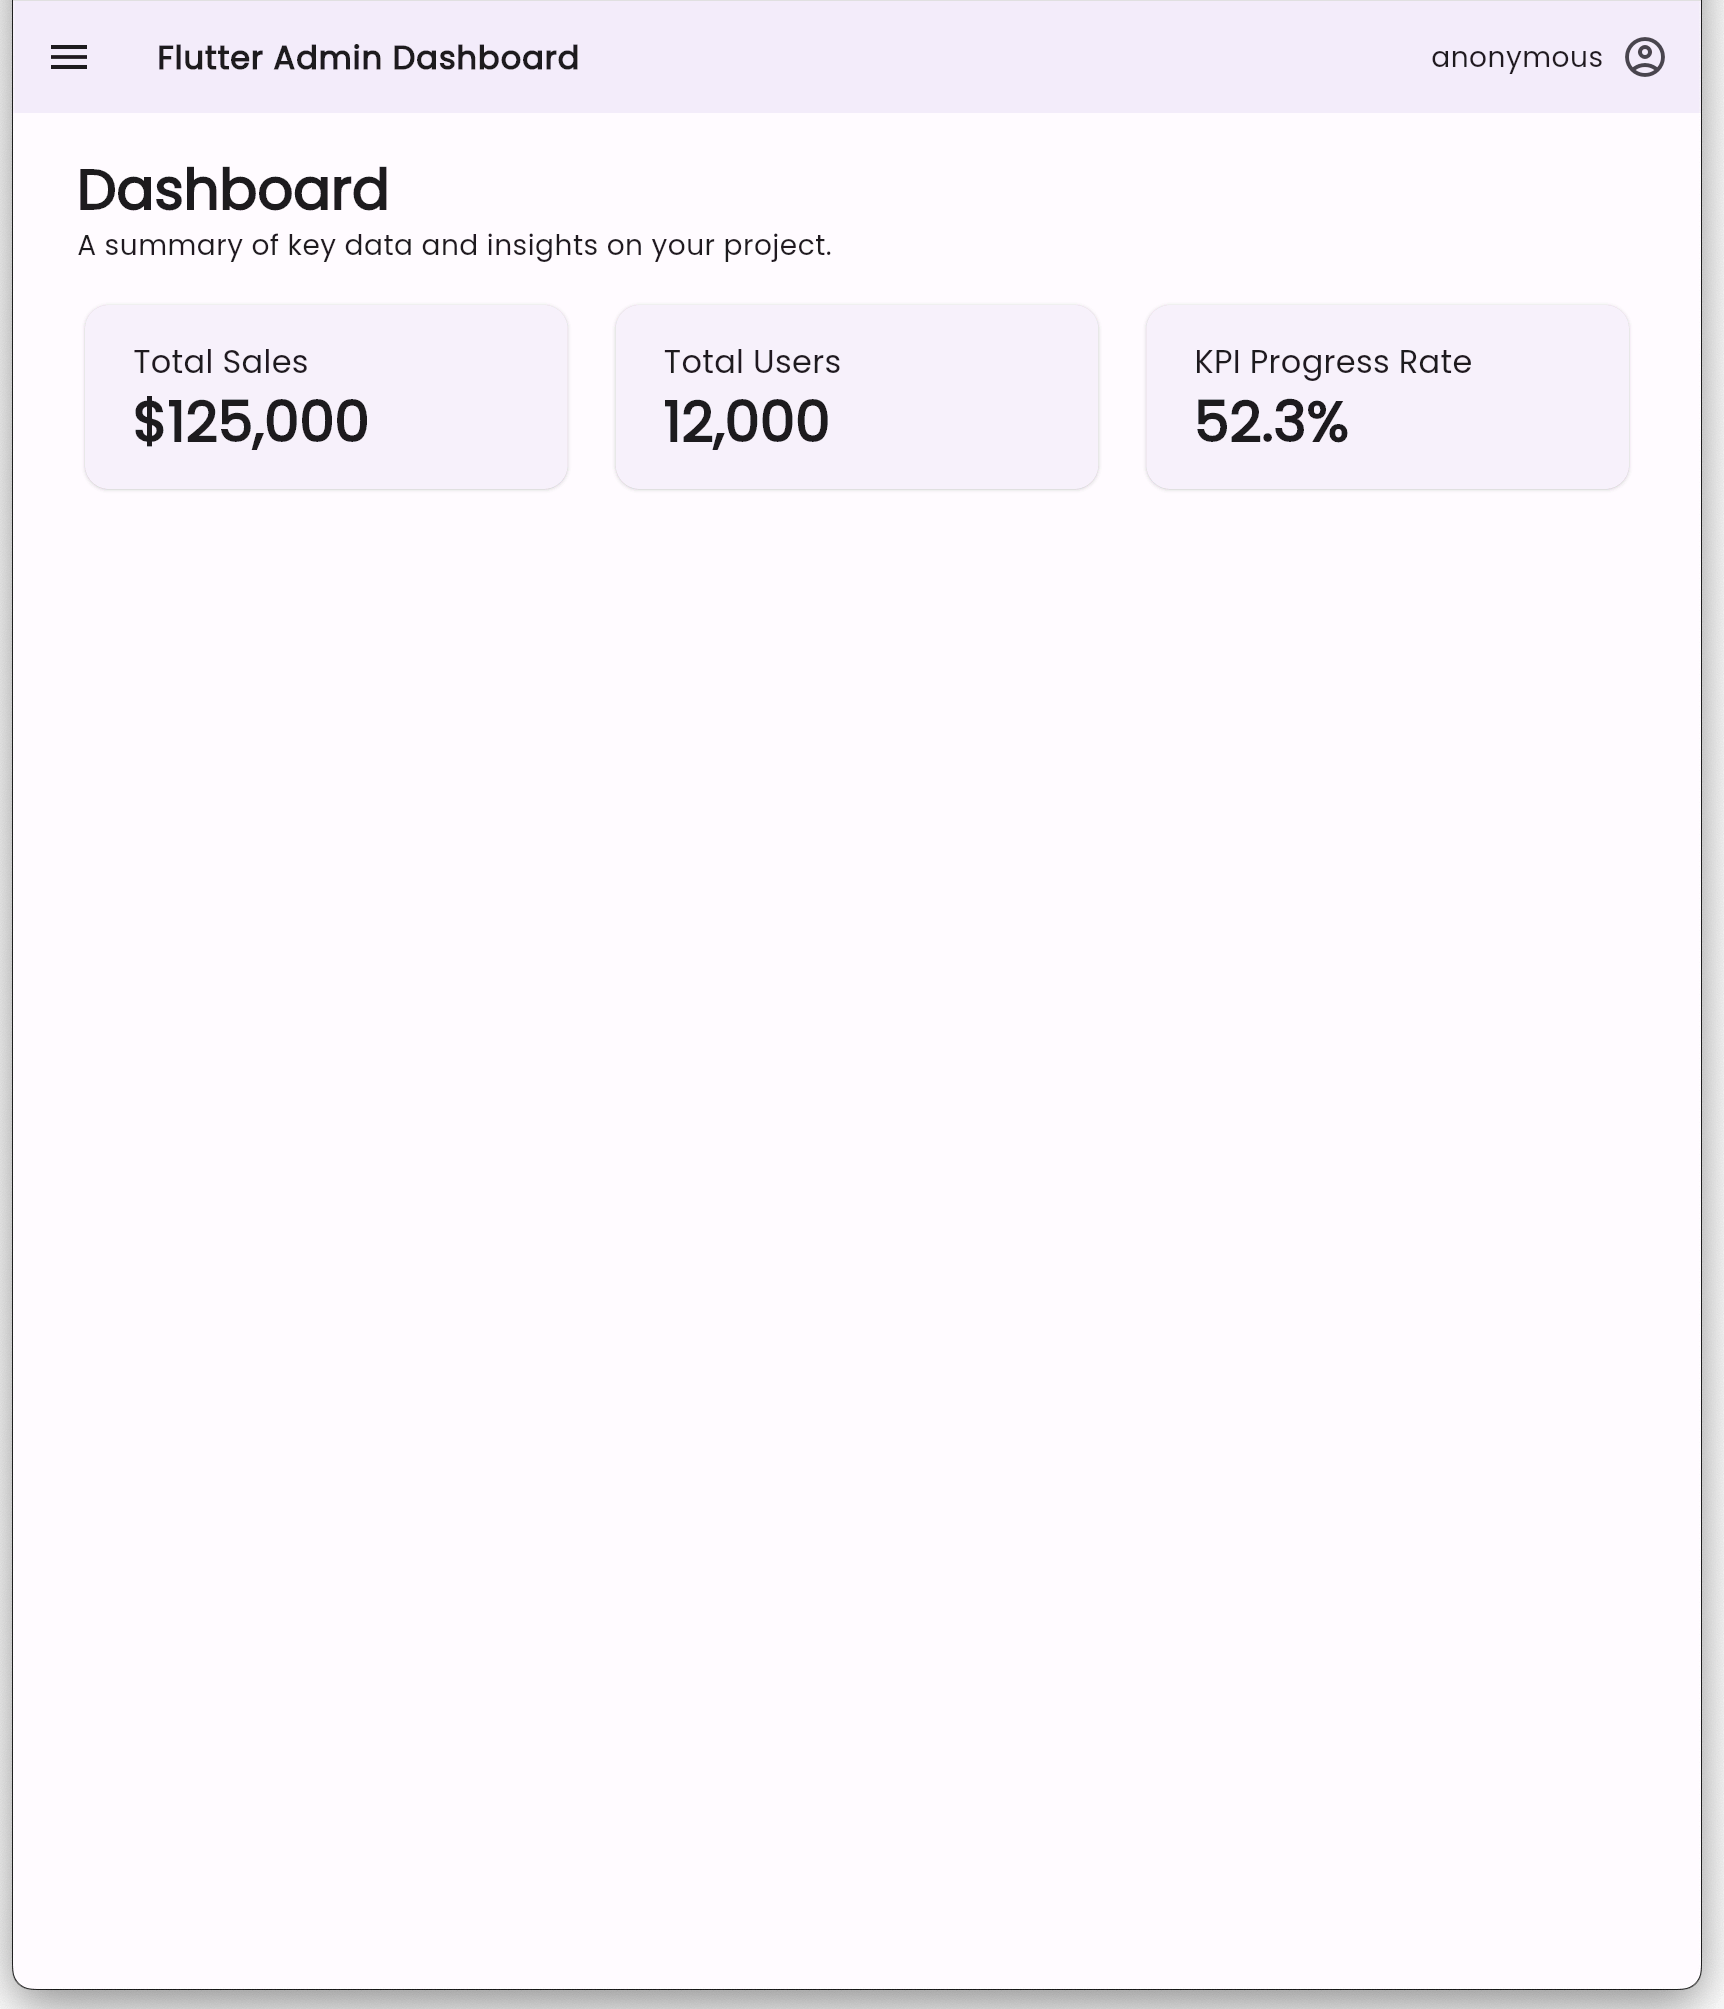 Flutter Admin Dashboard
anonymous
Dashboard
A summary of key data and insights on your project.
Total Sales
$125,000
Total Users
12,000
KPI Progress Rate
52.3%